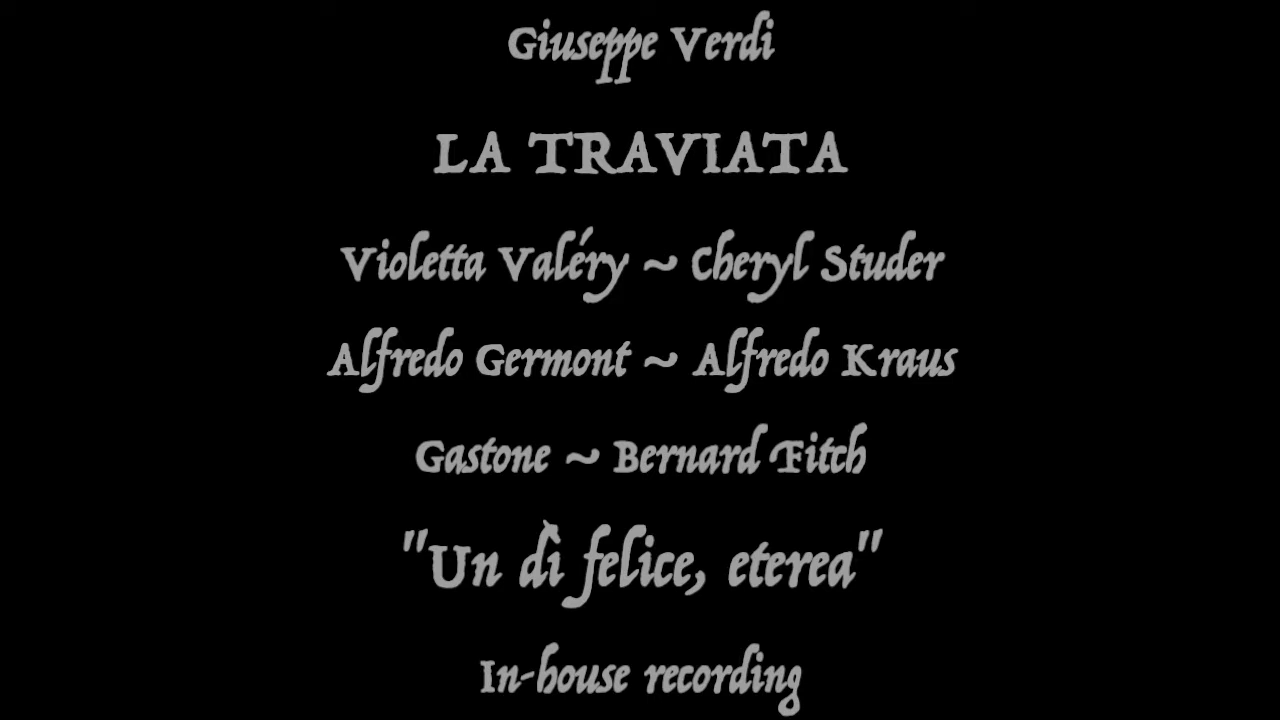 Giuseppe Verdi
LA TRAVIATA
Violetta Valéry ~ Cheryl Studer
Alfredo Germont ~ Alfredo Kraus
Gastone ~ Bernard Fitch
"Un dì felice, eterea"
In-house recording